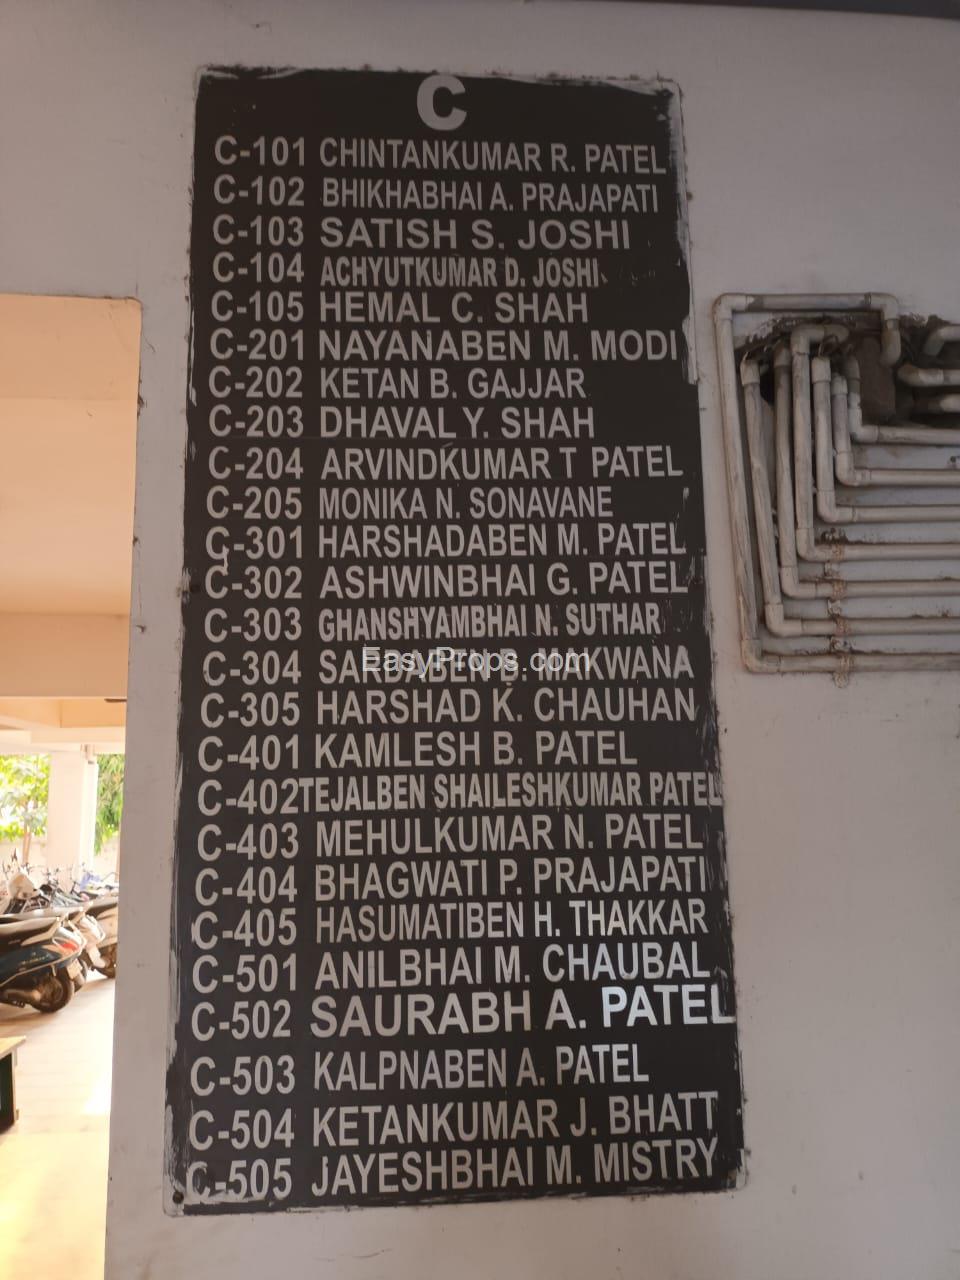 C
C-101 CHINTANKUMAR R. PATEL
C-102 BHIKHABHAI A. PRAJAPATI
C-103 SATISH S. JOSHI
C-104 ACHYUTKUMAR D. JOSHI
C-105 HEMAL C. SHAH
C-201 NAYANABEN M. MODI
C-202 KETAN B. GAJJAR
C-203 DHAVAL Y. SHAH
C-204 ARVINDKUMAR T PATEL
C-205 MONIKA N. SONAVANE
C-301 HARSHADABEN M. PATEL
C-302 ASHWINBHAI G. PATEL
C-303 GHANSHYAMBHAI N. SUTHAR
C-304 MAKWANA
EasyProps.com
C-305 HARSHAD K. CHAUHAN
C-401 KAMLESH B. PATEL
C-402 TEJALBEN SHAILESHKUMAR PATEL
C-403 MEHULKUMAR N. PATEL
C-404 BHAGWATI P. PRAJAPATI
C-405 HASUMATIBEN H. THAKKAR
C-501 ANILBHAI M. CHAUBAL
C-502 SAURABH A. PATEL
C-503 KALPNABEN A. PATEL
C-504 KETANKUMAR J. BHATT
C-505 JAYESHBHAI M. MISTRY